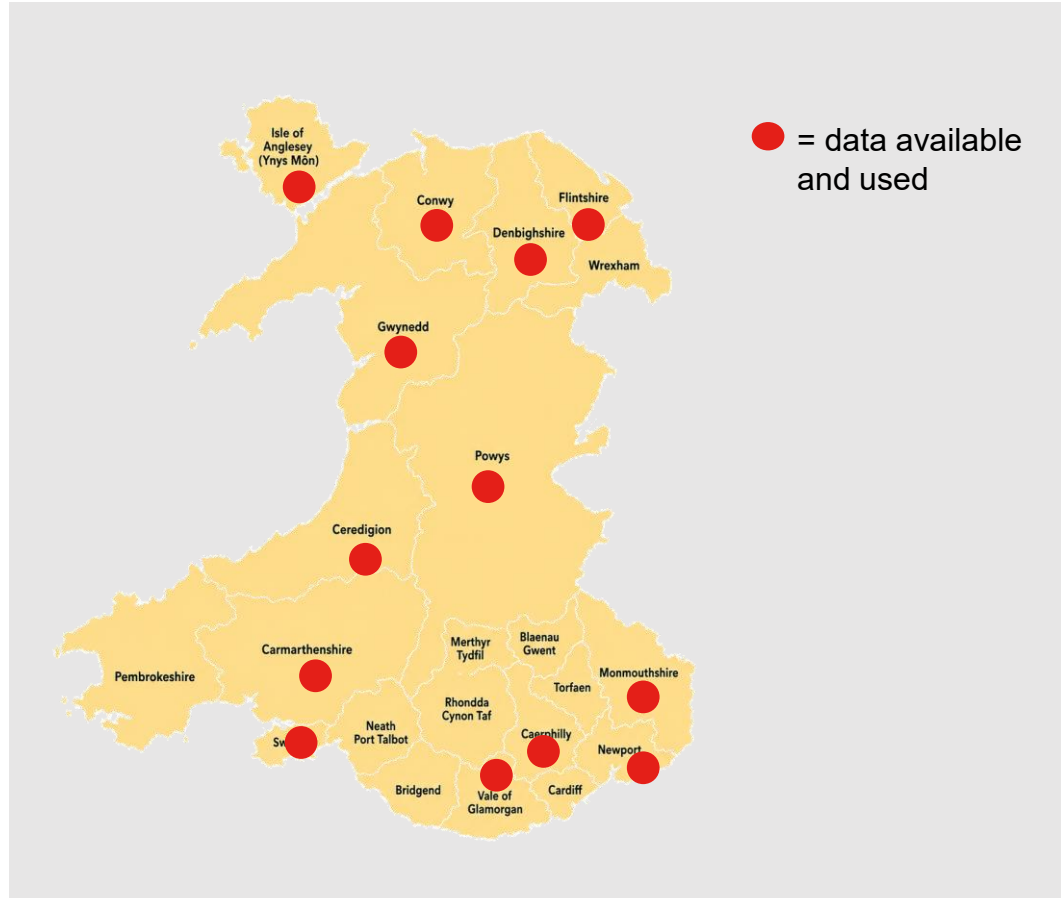 Isle of
Anglesey
(Ynys Môn)
= data available
and used
Conwy
Flintshire
Denbighshire
Wrexham
Gwynedd
Powys
Ceredigion
Carmarthenshire
Pembrokeshire
Merthyr
Tydfil
Blaenau
Gwent
Monmouthshire
Torfaen
Rhondda
Cynon Taf
Neath
Port Talbot
Caerphilly
Newport
Bridgend
Vale of
Glamorgan
Cardiff